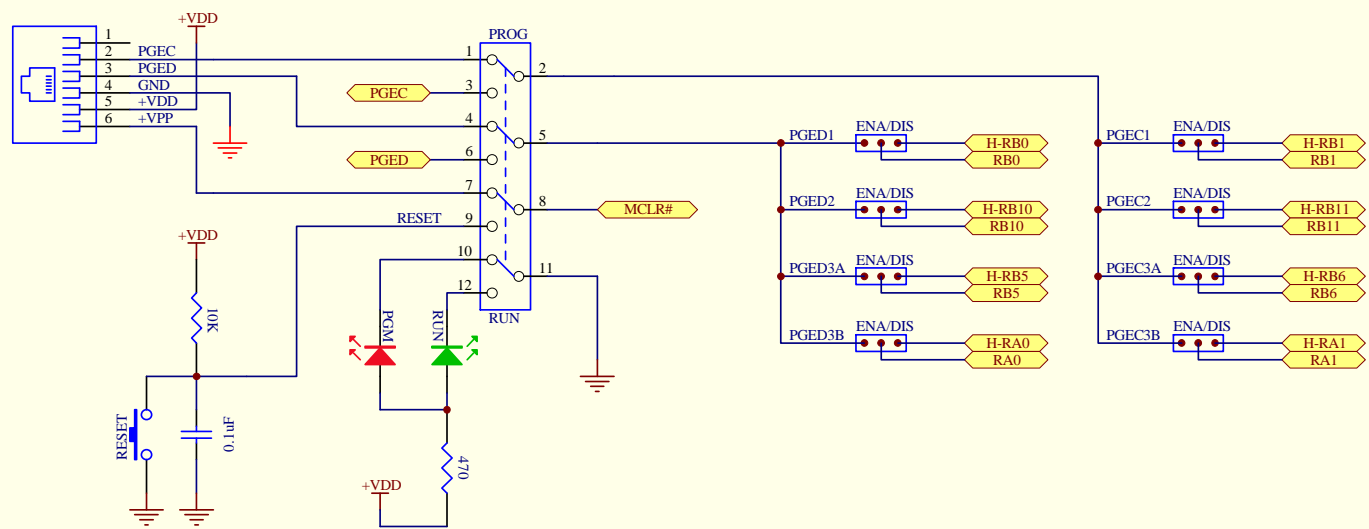 +VDD
1
2 PGEC
3 PGED
4 GND
5 +VDD
6 +VPP
PROG
1
2
3
PGEC
4
5
6
PGED
7
8
MCLR#
RESET
9
10
11
12
RUN
PGM
RUN
+VDD
10K
RESET
0.1uF
470
+VDD
PGED1 ENA/DIS H-RB0
RB0
PGED2 ENA/DIS H-RB10
RB10
PGED3A ENA/DIS H-RB5
RB5
PGED3B ENA/DIS H-RA0
RA0
PGEC1 ENA/DIS H-RB1
RB1
PGEC2 ENA/DIS H-RB11
RB11
PGEC3A ENA/DIS H-RB6
RB6
PGEC3B ENA/DIS H-RA1
RA1